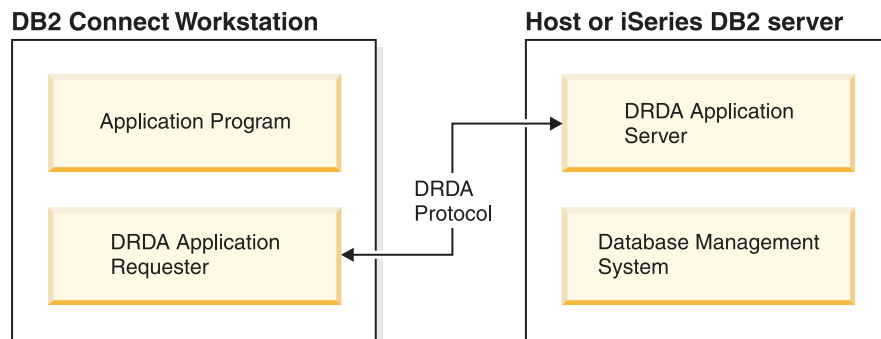 DB2 Connect Workstation
Host or iSeries DB2 server
Application Program
DRDA Application
Server
DRDA
Protocol
DRDA Application
Requester
Database Management
System